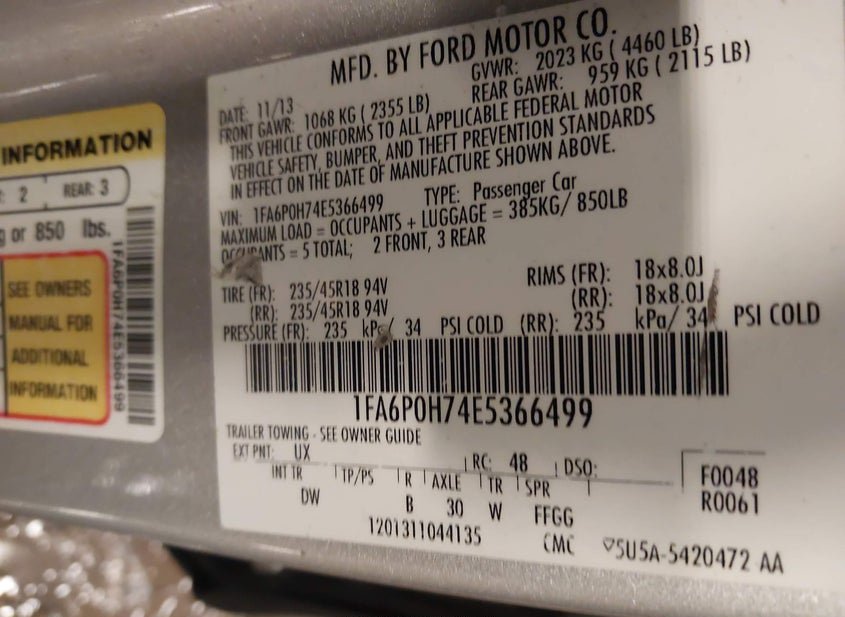 INFORMATION
2 REAR: 3
or 850 lbs.
SEE OWNERS
MANUAL FOR
ADDITIONAL
INFORMATION
1FA6P0H74E5366499
MFD. BY FORD MOTOR CO.
DATE: 11/13 GVWR: 2023 KG ( 4460 LB)
FRONT GAWR: 1068 KG ( 2355 LB) REAR GAWR: 959 KG ( 2115 LB)
THIS VEHICLE CONFORMS TO ALL APPLICABLE FEDERAL MOTOR
VEHICLE SAFETY, BUMPER, AND THEFT PREVENTION STANDARDS
IN EFFECT ON THE DATE OF MANUFACTURE SHOWN ABOVE.
VIN: 1FA6P0H74E5366499 TYPE: Passenger Car
MAXIMUM LOAD = OCCUPANTS + LUGGAGE = 385KG/ 850LB
OCCUPANTS = 5 TOTAL; 2 FRONT, 3 REAR
TIRE (FR): 235/45R18 94V RIMS (FR): 18x8.0J
(RR): 235/45R18 94V (RR): 18x8.0J
PRESSURE (FR): 235 kPa/ 34 PSI COLD (RR): 235 kPa/ 34 PSI COLD
1FA6P0H74E5366499
TRAILER TOWING - SEE OWNER GUIDE
EXT PNT: UX RC: 48 DSO: F0048
INT TR TP/PS R AXLE TR SPR R0061
DW B 30 W FFGG
1201311044135 CMC ▽5U5A-5420472 AA